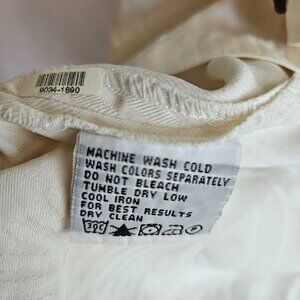 9034-1690
MACHINE WASH COLD
WASH COLORS SEPARATELY
DO NOT BLEACH
TUMBLE DRY LOW
COOL IRON
FOR BEST RESULTS
DRY CLEAN